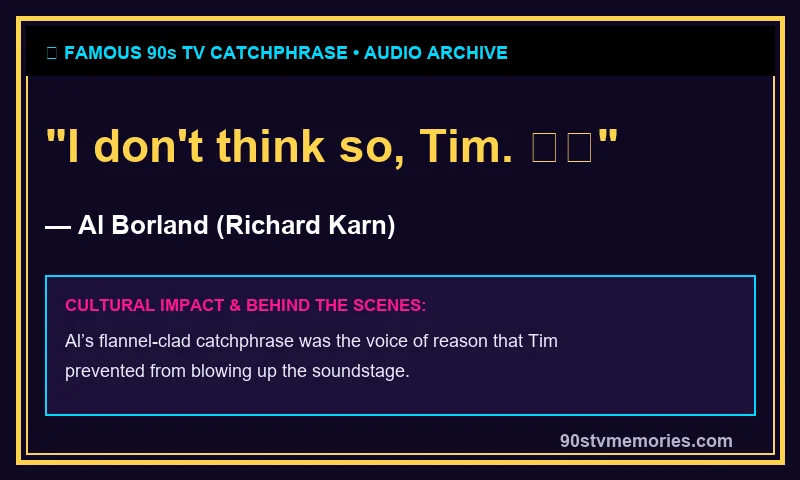 FAMOUS 90s TV CATCHPHRASE • AUDIO ARCHIVE
"I don't think so, Tim. "
— Al Borland (Richard Karn)
CULTURAL IMPACT & BEHIND THE SCENES:
Al’s flannel-clad catchphrase was the voice of reason that Tim
prevented from blowing up the soundstage.
90stvmemories.com